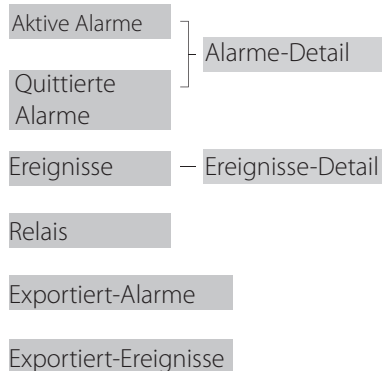 Aktive Alarme
Alarme-Detail
Quittierte
Alarme
Ereignisse
Ereignisse-Detail
Relais
Exportiert-Alarme
Exportiert-Ereignisse